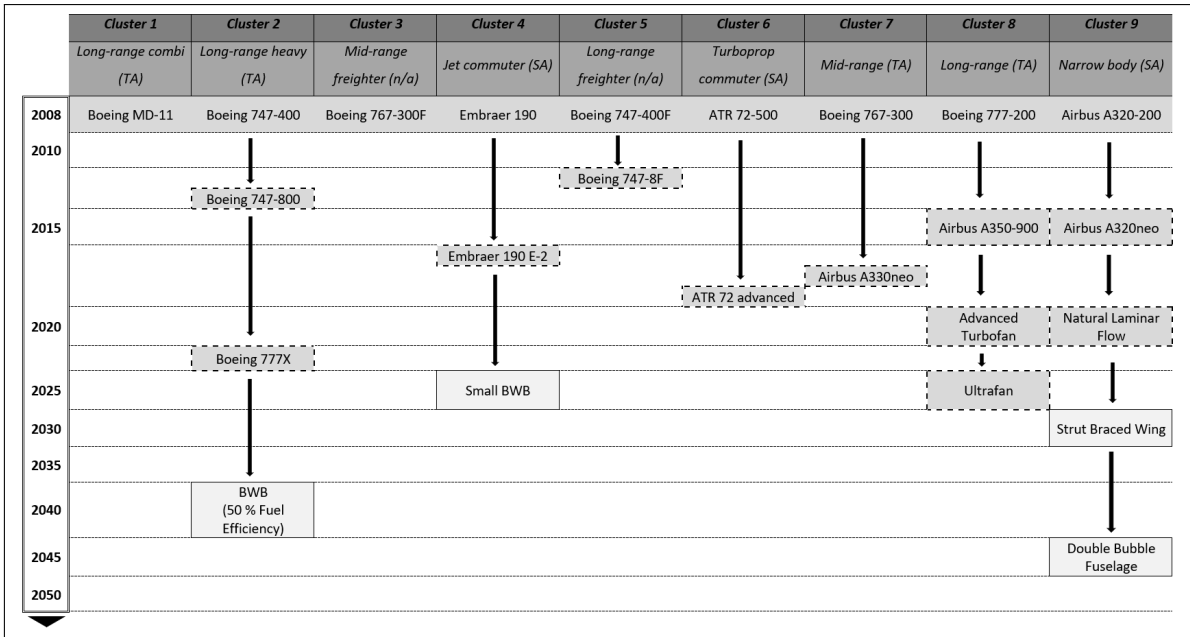 Cluster 1 Cluster 2 Cluster 3 Cluster 4 Cluster 5 Cluster 6 Cluster 7 Cluster 8 Cluster 9
Long-range combi Long-range heavy Mid-range Jet commuter (SA) Long-range Turboprop Mid-range (TA) Long-range (TA) Narrow body (SA)
(TA) (TA) freighter (n/a) freighter (n/a) commuter (SA)
2008 Boeing MD-11 Boeing 747-400 Boeing 767-300F Embraer 190 Boeing 747-400F ATR 72-500 Boeing 767-300 Boeing 777-200 Airbus A320-200
2010
Boeing 747-8F
Boeing 747-800
2015 Airbus A350-900 Airbus A320neo
Embraer 190 E-2
Airbus A330neo
ATR 72 advanced
2020 Advanced Natural Laminar
Turbofan Flow
Boeing 777X
2025 Small BWB Ultrafan
2030 Strut Braced Wing
2035
2040 BWB
(50 % Fuel
Efficiency)
2045 Double Bubble
Fuselage
2050